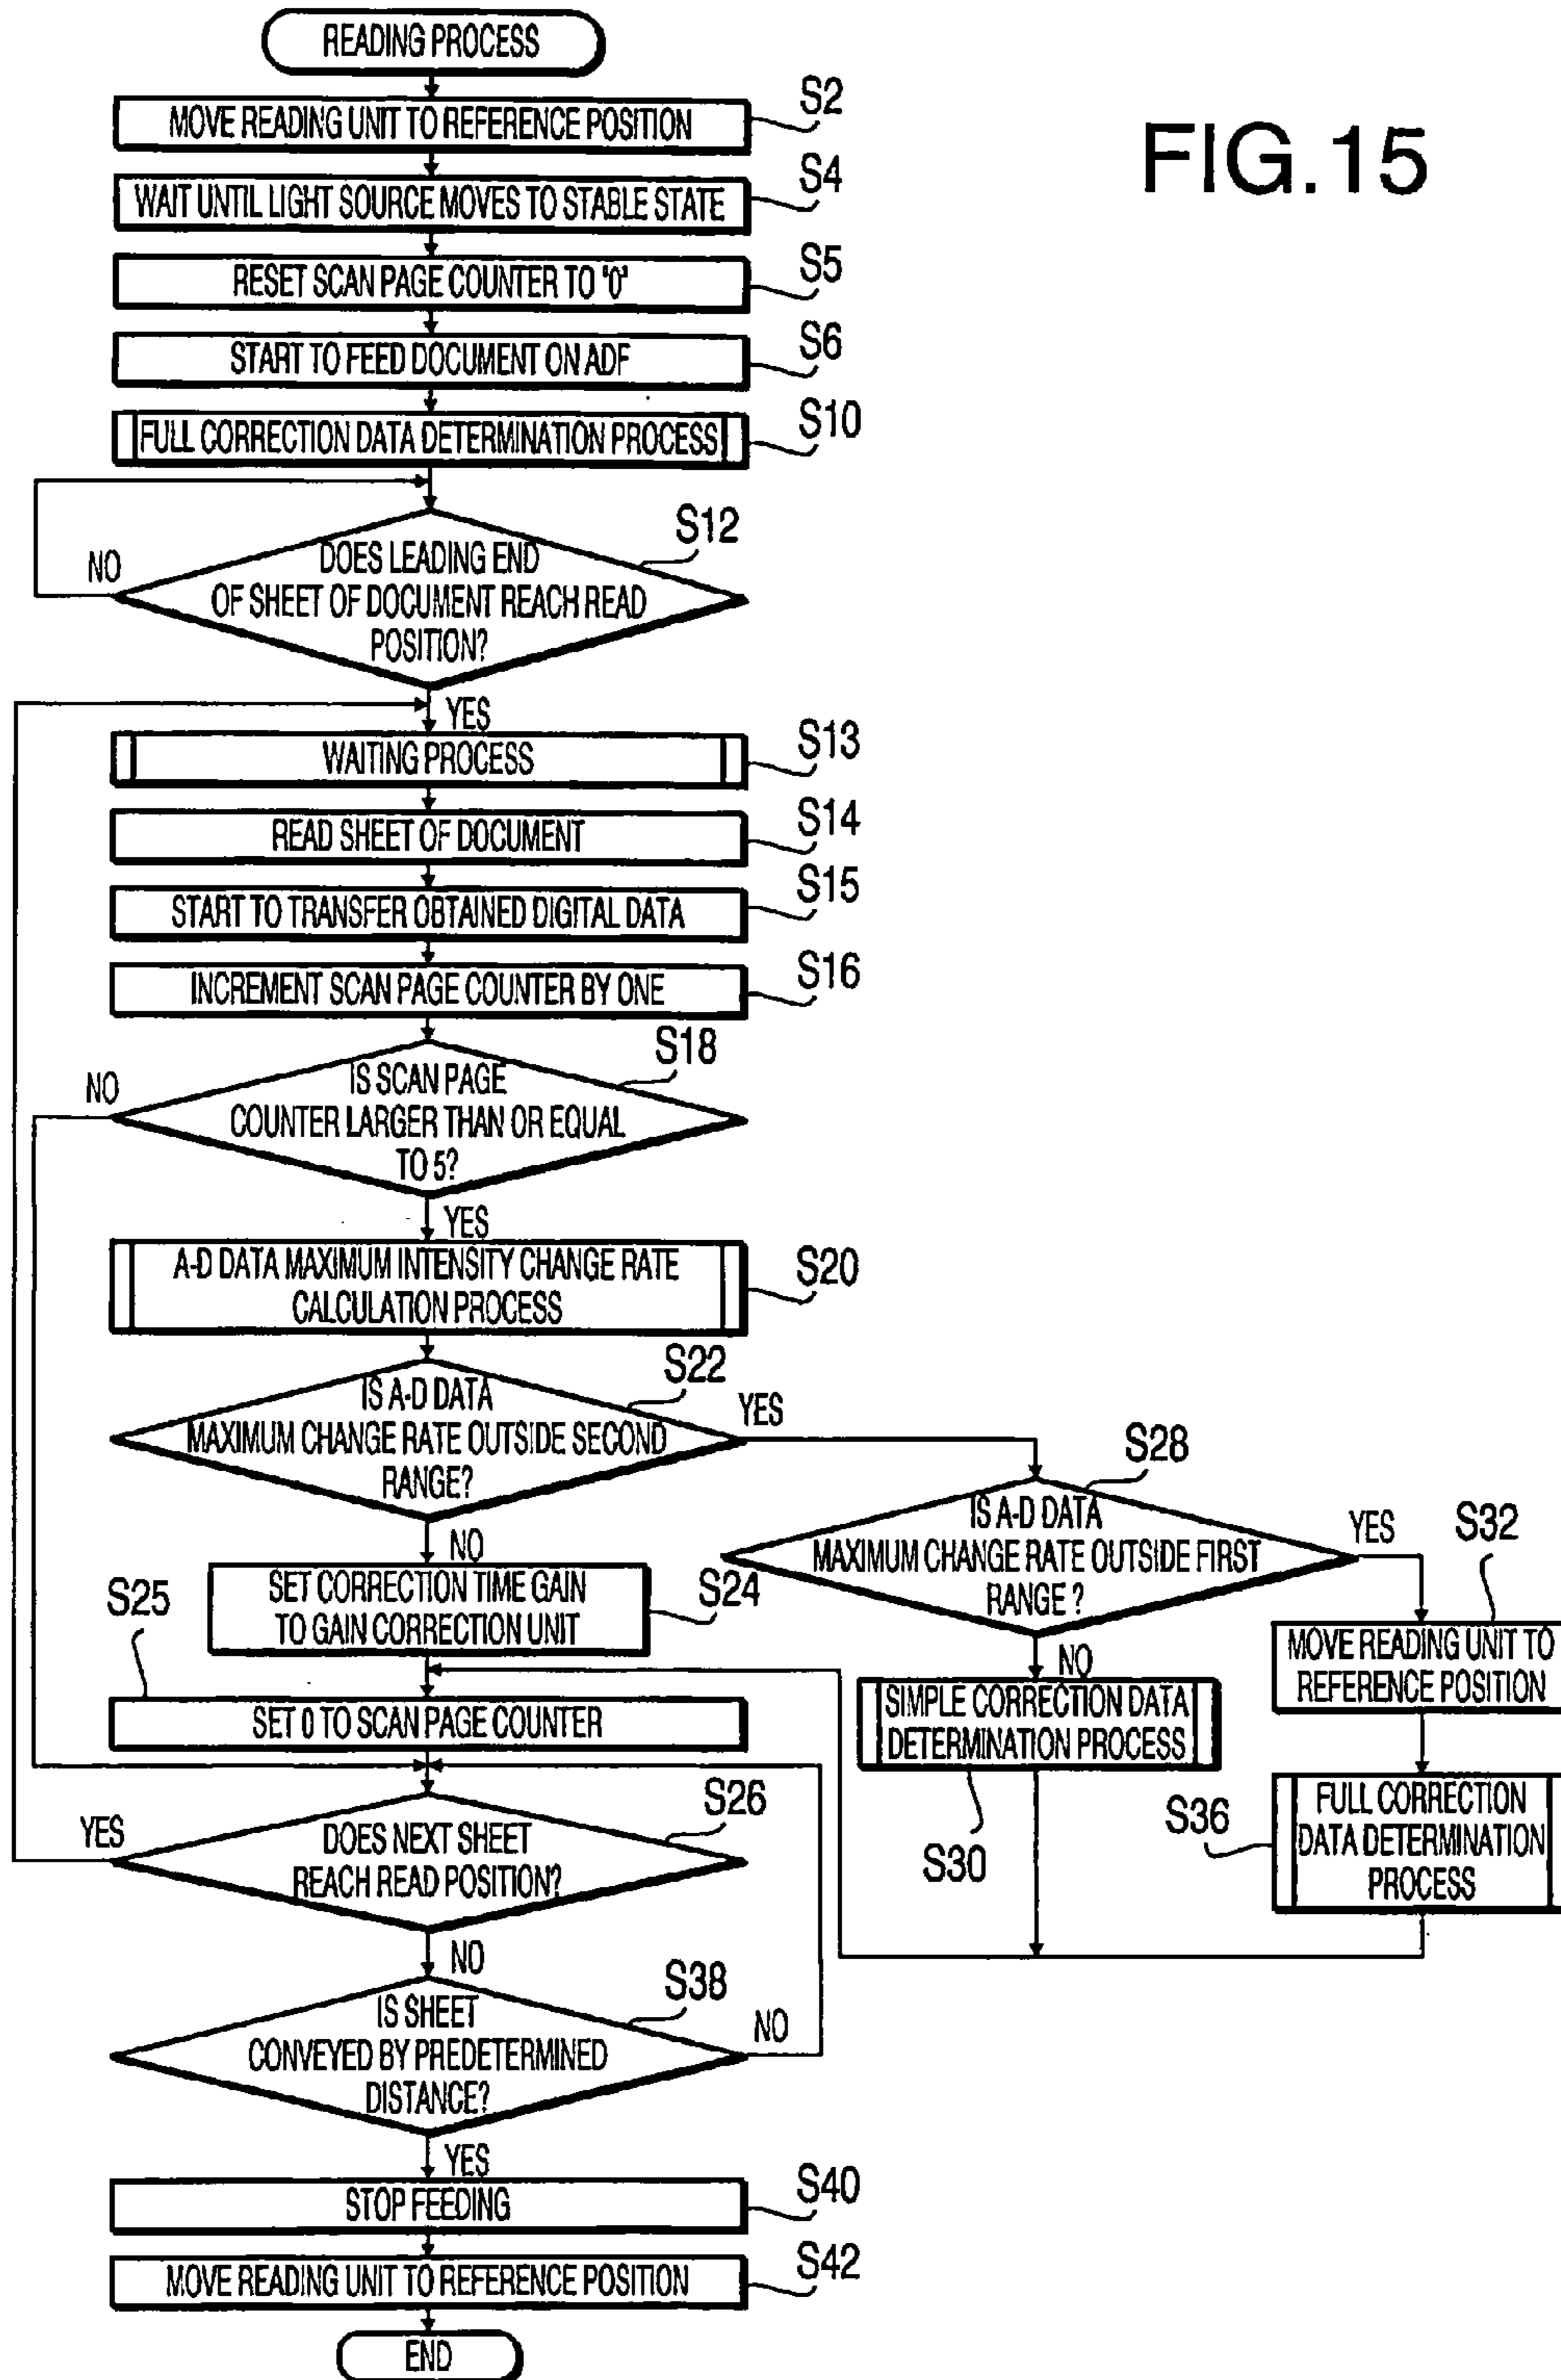 FIG.15
READING PROCESS
MOVE READING UNIT TO REFERENCE POSITION
S2
WAIT UNTIL LIGHT SOURCE MOVES TO STABLE STATE
S4
RESET SCAN PAGE COUNTER TO "0"
S5
START TO FEED DOCUMENT ON ADF
S6
FULL CORRECTION DATA DETERMINATION PROCESS
S10
DOES LEADING END
OF SHEET OF DOCUMENT REACH READ
POSITION?
S12
NO
YES
WAITING PROCESS
S13
READ SHEET OF DOCUMENT
S14
START TO TRANSFER OBTAINED DIGITAL DATA
S15
INCREMENT SCAN PAGE COUNTER BY ONE
S16
IS SCAN PAGE
COUNTER LARGER THAN OR EQUAL
TO 5?
S18
NO
YES
A-D DATA MAXIMUM INTENSITY CHANGE RATE
CALCULATION PROCESS
S20
IS A-D DATA
MAXIMUM CHANGE RATE OUTSIDE SECOND
RANGE?
S22
YES
NO
IS A-D DATA
MAXIMUM CHANGE RATE OUTSIDE FIRST
RANGE ?
S28
YES
NO
SET CORRECTION TIME GAIN
TO GAIN CORRECTION UNIT
S24
MOVE READING UNIT TO
REFERENCE POSITION
S32
SIMPLE CORRECTION DATA
DETERMINATION PROCESS
S30
FULL CORRECTION
DATA DETERMINATION
PROCESS
S36
SET 0 TO SCAN PAGE COUNTER
S25
DOES NEXT SHEET
REACH READ POSITION?
S26
YES
NO
IS SHEET
CONVEYED BY PREDETERMINED
DISTANCE?
S38
NO
YES
STOP FEEDING
S40
MOVE READING UNIT TO REFERENCE POSITION
S42
END